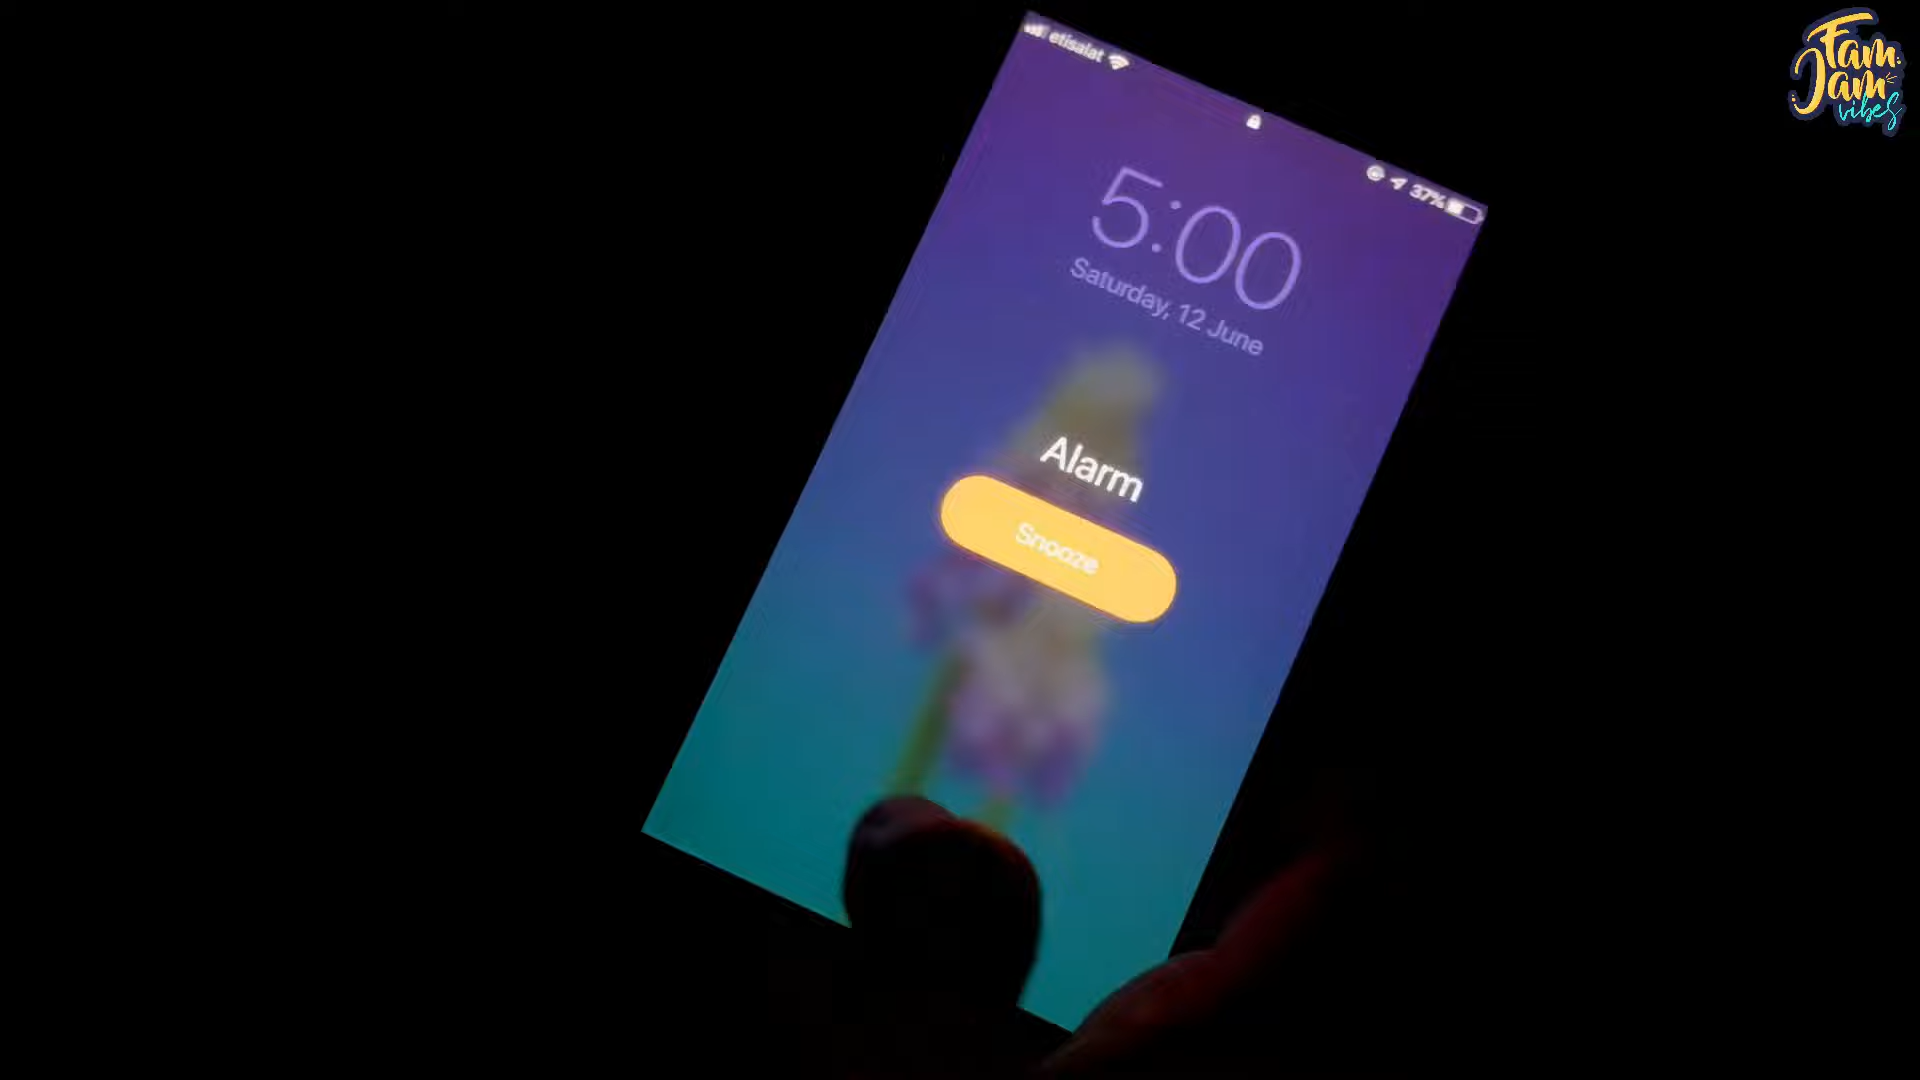 etisalat
37%
5:00
Saturday, 12 June
Alarm
Snooze
Fam
Jam
vibes